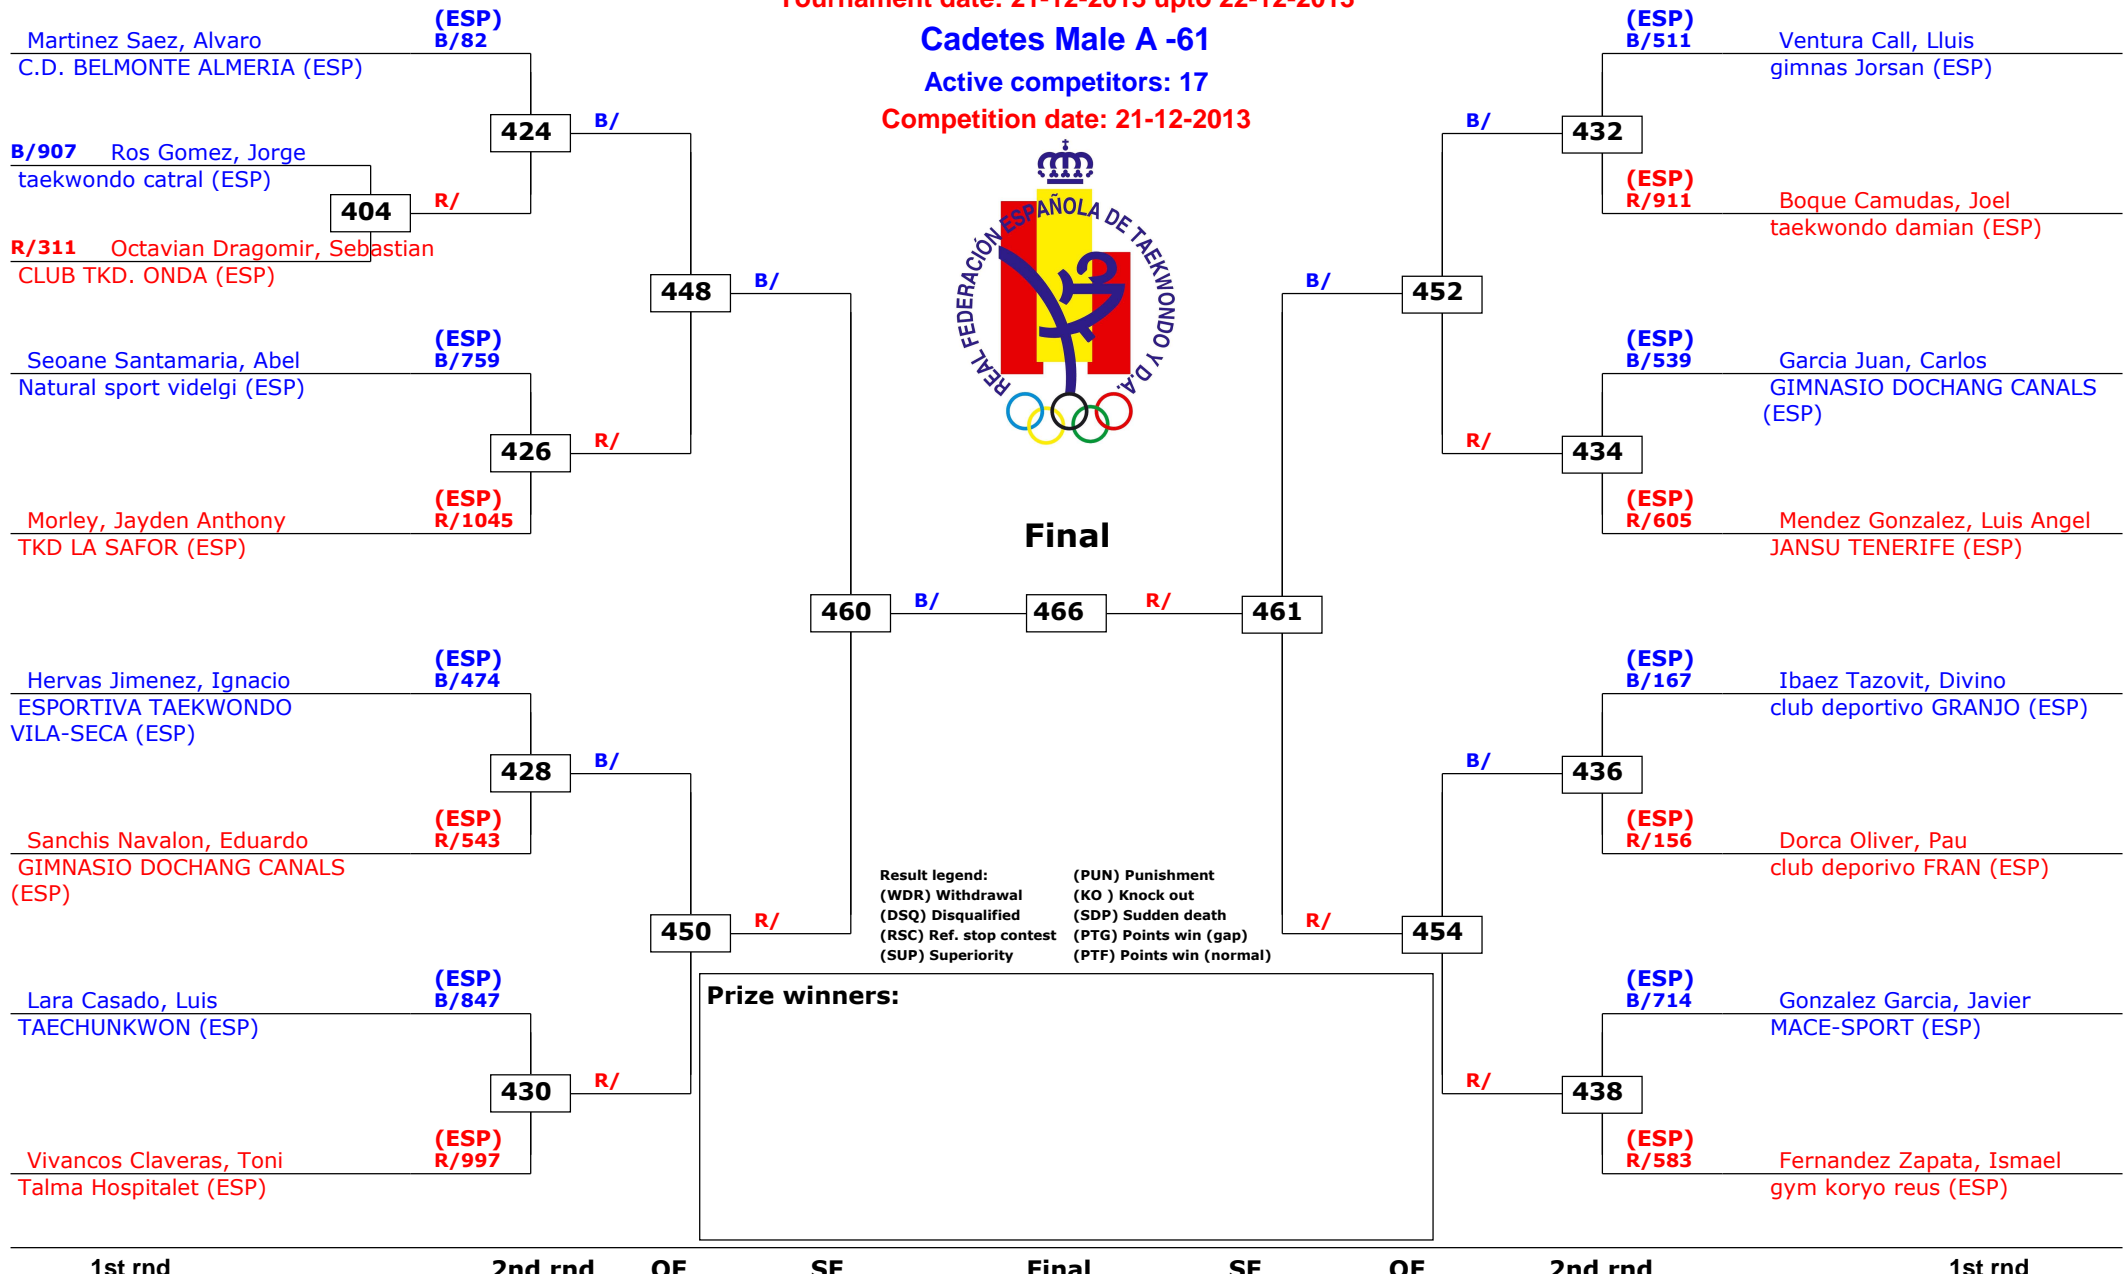 Tournament date: 21-12-2013 upto 22-12-2013
Cadetes Male A -61
Active competitors: 17
Competition date: 21-12-2013
REAL FEDERACIÓN ESPAÑOLA DE TAEKWONDO Y D.A.
(ESP)
Martinez Saez, Alvaro B/82
C.D. BELMONTE ALMERIA (ESP)
424 B/
B/907 Ros Gomez, Jorge
taekwondo catral (ESP)
404 R/
R/311 Octavian Dragomir, Sebastian
CLUB TKD. ONDA (ESP)
448 B/
(ESP)
Seoane Santamaria, Abel B/759
Natural sport videlgi (ESP)
426 R/
(ESP)
Morley, Jayden Anthony R/1045
TKD LA SAFOR (ESP)
460 B/
(ESP)
Hervas Jimenez, Ignacio B/474
ESPORTIVA TAEKWONDO
VILA-SECA (ESP)
428 B/
(ESP)
Sanchis Navalon, Eduardo R/543
GIMNASIO DOCHANG CANALS
(ESP)
450 R/
(ESP)
Lara Casado, Luis B/847
TAECHUNKWON (ESP)
430 R/
(ESP)
Vivancos Claveras, Toni R/997
Talma Hospitalet (ESP)
Final
466
(ESP)
B/511 Ventura Call, Lluis
gimnas Jorsan (ESP)
B/ 432
(ESP)
R/911 Boque Camudas, Joel
taekwondo damian (ESP)
B/ 452
(ESP)
B/539 Garcia Juan, Carlos
GIMNASIO DOCHANG CANALS
(ESP)
R/ 434
(ESP)
R/605 Mendez Gonzalez, Luis Angel
JANSU TENERIFE (ESP)
R/ 461
(ESP)
B/167 Ibaez Tazovit, Divino
club deportivo GRANJO (ESP)
B/ 436
(ESP)
R/156 Dorca Oliver, Pau
club deporivo FRAN (ESP)
R/ 454
(ESP)
B/714 Gonzalez Garcia, Javier
MACE-SPORT (ESP)
R/ 438
(ESP)
R/583 Fernandez Zapata, Ismael
gym koryo reus (ESP)
Result legend: (PUN) Punishment
(WDR) Withdrawal (KO ) Knock out
(DSQ) Disqualified (SDP) Sudden death
(RSC) Ref. stop contest (PTG) Points win (gap)
(SUP) Superiority (PTF) Points win (normal)
Prize winners:
1st rnd 2nd rnd QF SF Final SF QF 2nd rnd 1st rnd